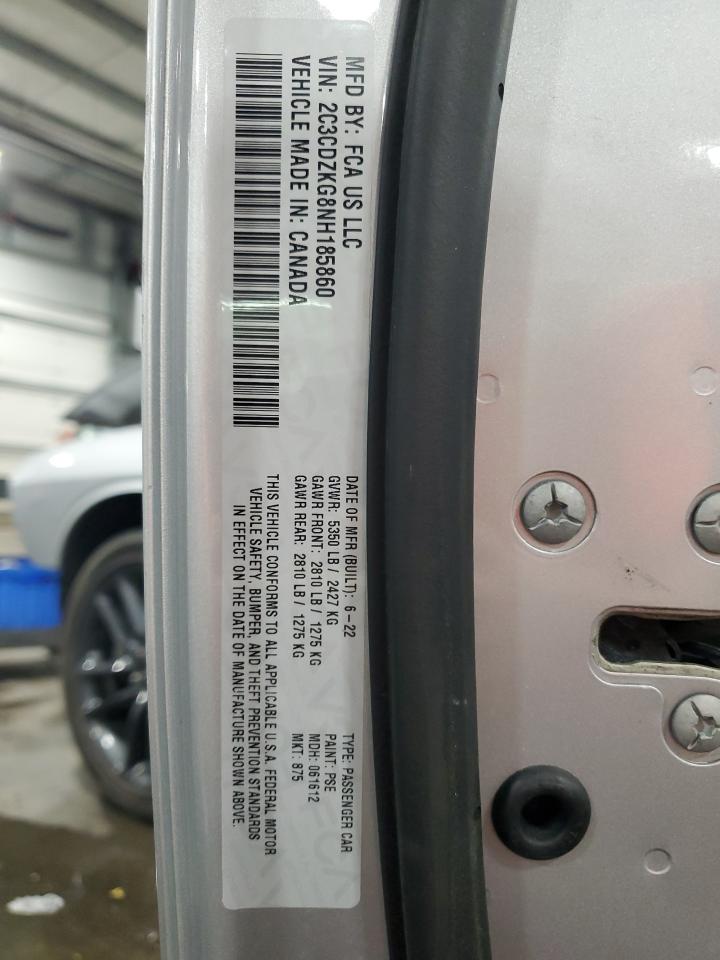 MFD BY: FCA US LLC
VIN: 2C3CDZKG8NH185860
VEHICLE MADE IN: CANADA
DATE OF MFR (BUILT): 6-22
GVWR: 5350 LB / 2427 KG
GAWR FRONT: 2810 LB / 1275 KG
GAWR REAR: 2810 LB / 1275 KG
TYPE: PASSENGER CAR
PAINT: PSE
MDH: 061612
MKT: 875
THIS VEHICLE CONFORMS TO ALL APPLICABLE U.S.A. FEDERAL MOTOR
VEHICLE SAFETY, BUMPER, AND THEFT PREVENTION STANDARDS
IN EFFECT ON THE DATE OF MANUFACTURE SHOWN ABOVE.